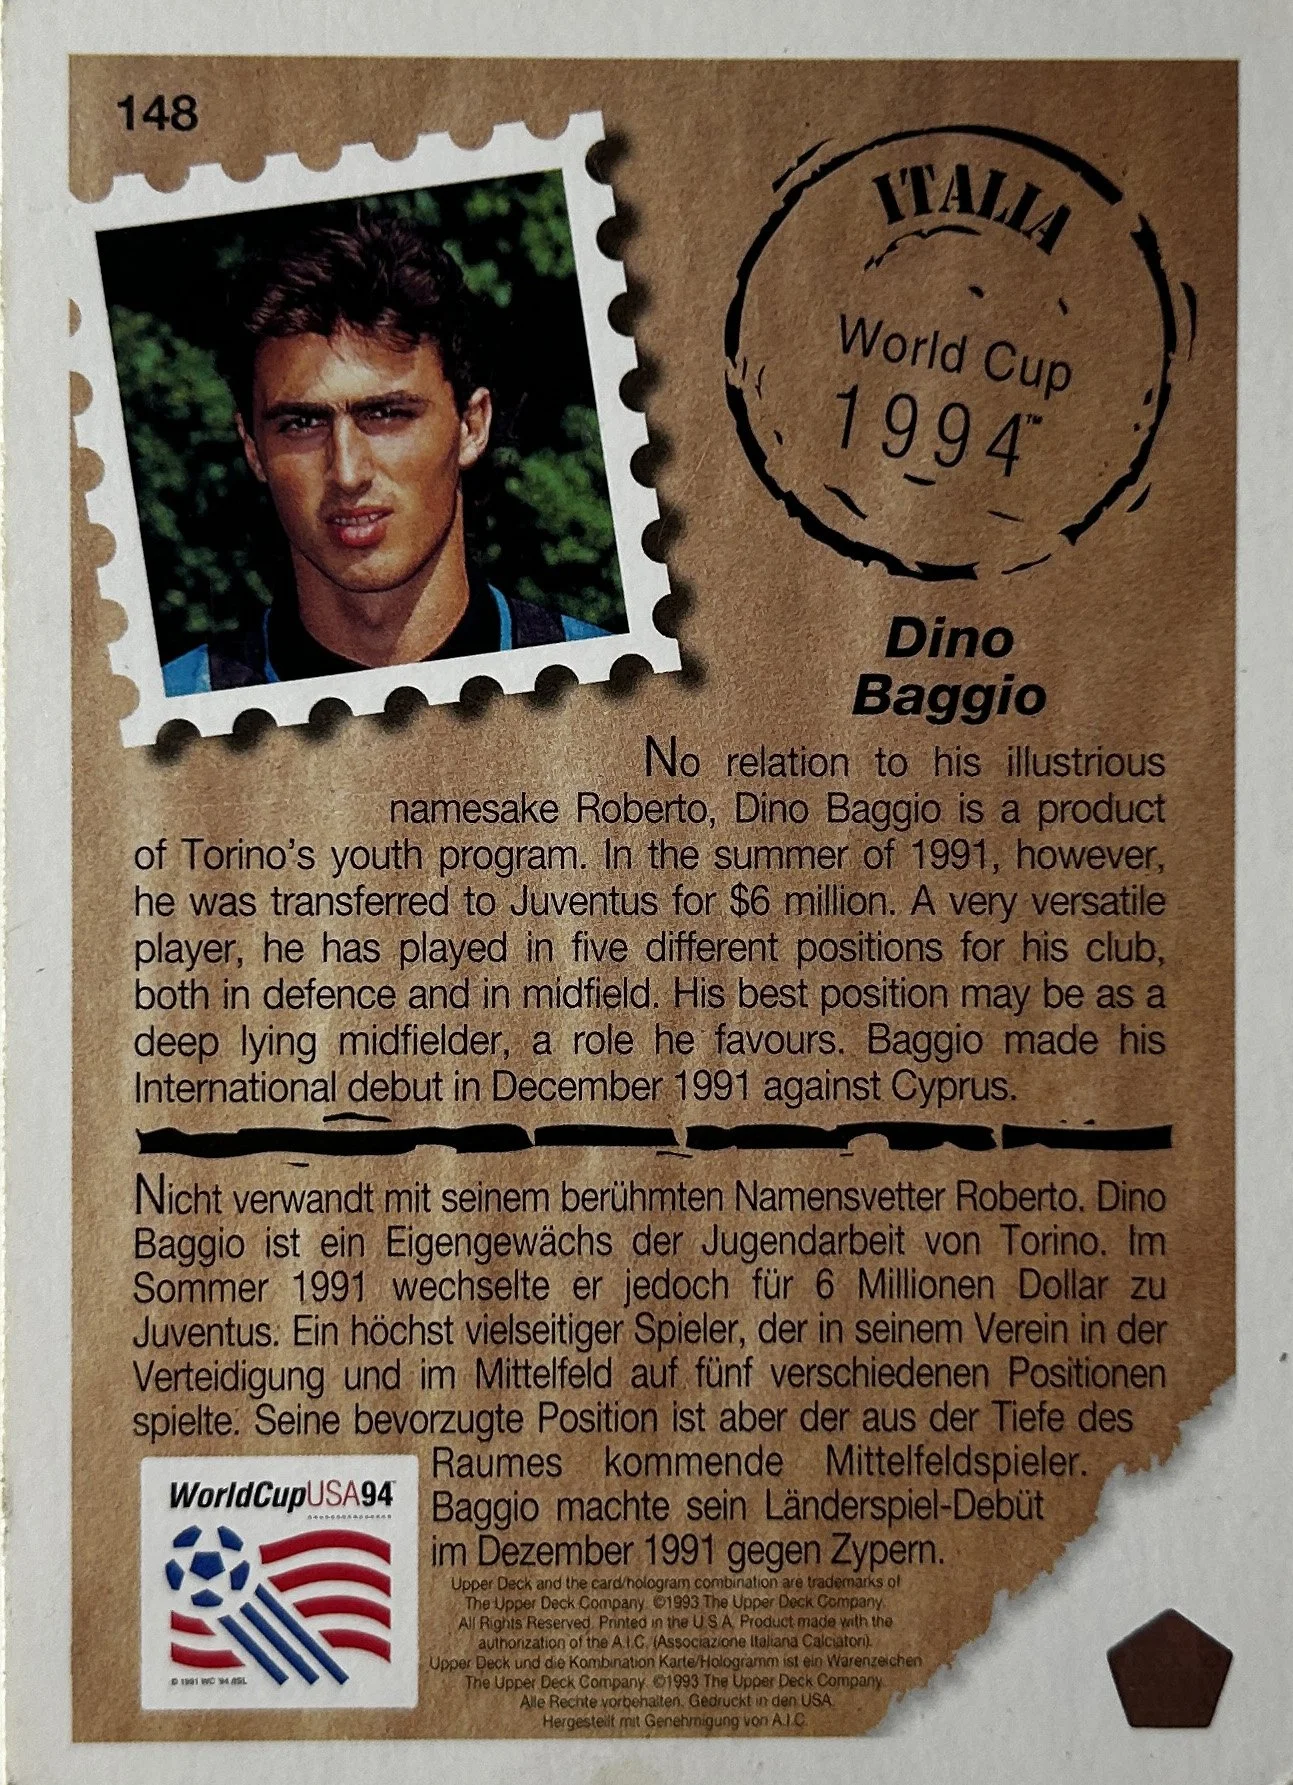 148
ITALIA
World Cup
1994™
Dino
Baggio
No relation to his illustrious
namesake Roberto, Dino Baggio is a product
of Torino's youth program. In the summer of 1991, however,
he was transferred to Juventus for $6 million. A very versatile
player, he has played in five different positions for his club,
both in defence and in midfield. His best position may be as a
deep lying midfielder, a role he favours. Baggio made his
International debut in December 1991 against Cyprus.
Nicht verwandt mit seinem berühmten Namensvetter Roberto. Dino
Baggio ist ein Eigengewächs der Jugendarbeit von Torino. Im
Sommer 1991 wechselte er jedoch für 6 Millionen Dollar zu
Juventus. Ein höchst vielseitiger Spieler, der in seinem Verein in der
Verteidigung und im Mittelfeld auf fünf verschiedenen Positionen
spielte. Seine bevorzugte Position ist aber der aus der Tiefe des
Raumes kommende Mittelfeldspieler.
Baggio machte sein Länderspiel-Debüt
im Dezember 1991 gegen Zypern.
WorldCupUSA94™
© 1991 WC '94 /ISL
Upper Deck and the card/hologram combination are trademarks of
The Upper Deck Company. ©1993 The Upper Deck Company.
All Rights Reserved. Printed in the U.S.A. Product made with the
authorization of the A.I.C. (Associazione Italiana Calciatori).
Upper Deck und die Kombination Karte/Hologramm ist ein Warenzeichen
The Upper Deck Company. ©1993 The Upper Deck Company.
Alle Rechte vorbehalten. Gedruckt in den USA.
Hergestellt mit Genehmigung von A.I.C.